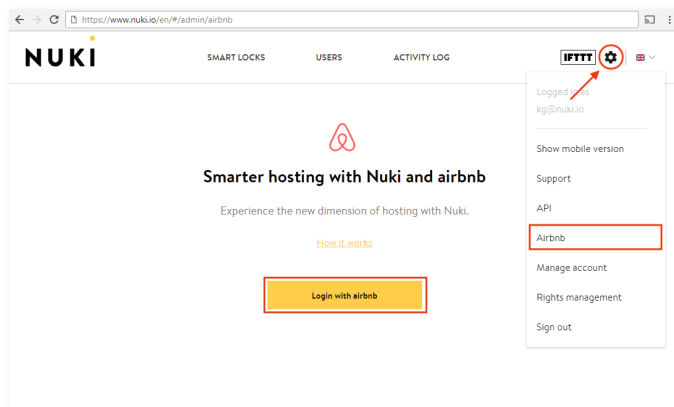 https://www.nuki.io/en/#/admin/airbnb
NUKI
SMART LOCKS
USERS
ACTIVITY LOG
IFTTT
Logged in as
kg@nuki.io
Show mobile version
Support
API
Airbnb
Manage account
Rights management
Sign out
Smarter hosting with Nuki and airbnb
Experience the new dimension of hosting with Nuki.
How it works
Login with airbnb